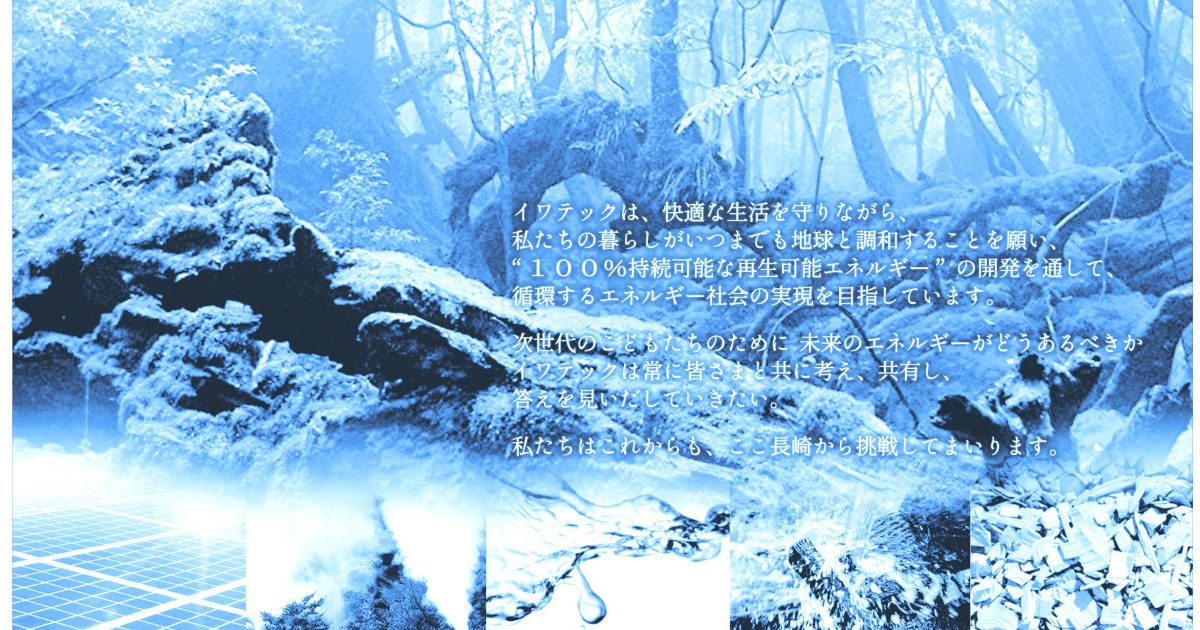 イワテックは、快適な生活を守りながら、
私たちの暮らしがいつまでも地球と調和することを願い、
“１００％持続可能な再生可能エネルギー”の開発を通して、
循環するエネルギー社会の実現を目指しています。
次世代のこどもたちのために 未来のエネルギーがどうあるべきか
イワテックは常に皆さまと共に考え、共有し、
答えを見いだしていきたい。
私たちはこれからも、ここ長崎から挑戦してまいります。